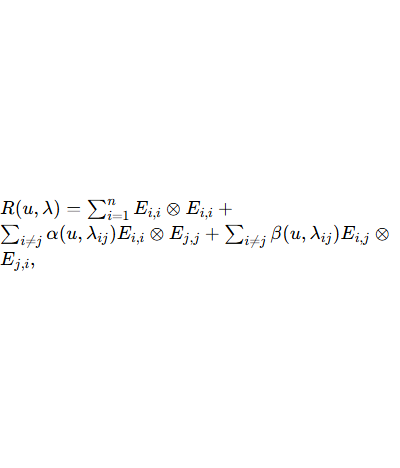 R(u, λ) = ∑_{i=1}^{n} E_{i,i} ⊗ E_{i,i} +
∑_{i≠j} α(u, λ_{ij})E_{i,i} ⊗ E_{j,j} + ∑_{i≠j} β(u, λ_{ij})E_{i,j} ⊗
E_{j,i},